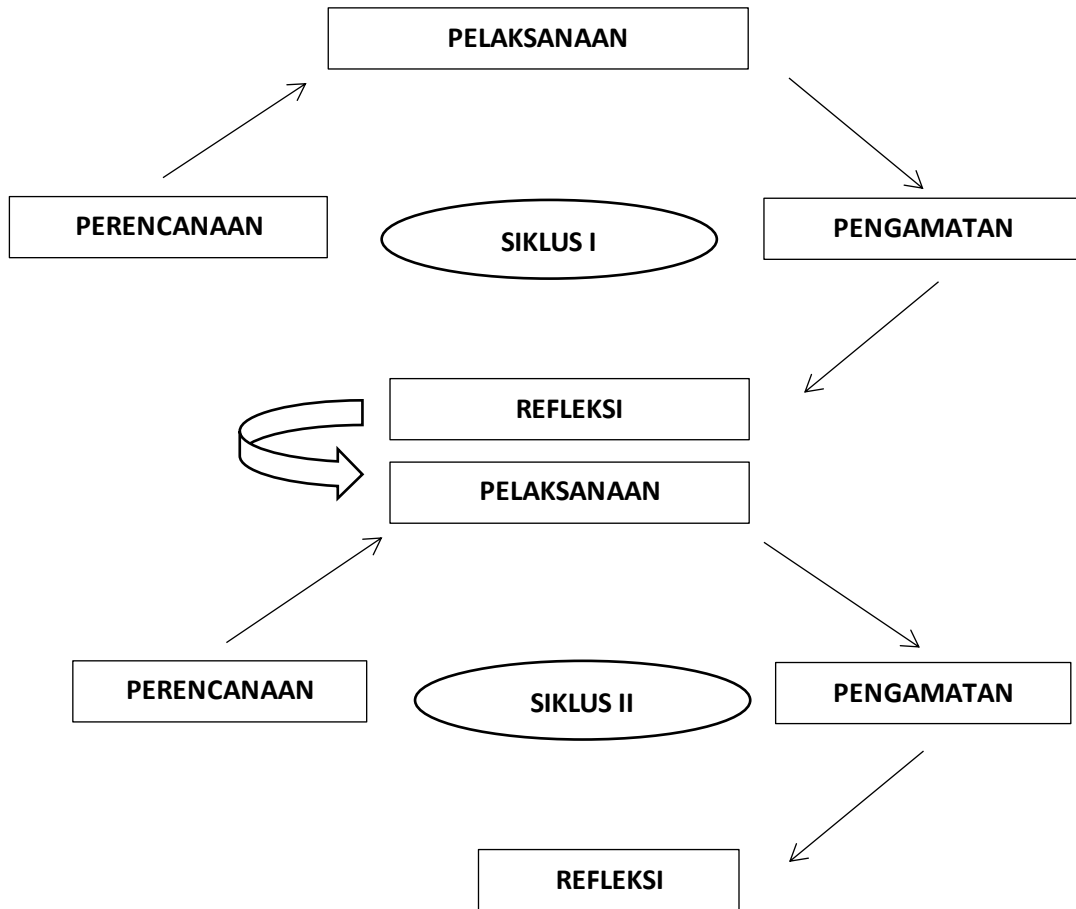 PELAKSANAAN
PERENCANAAN
SIKLUS I
PENGAMATAN
REFLEKSI
PELAKSANAAN
PERENCANAAN
SIKLUS II
PENGAMATAN
REFLEKSI